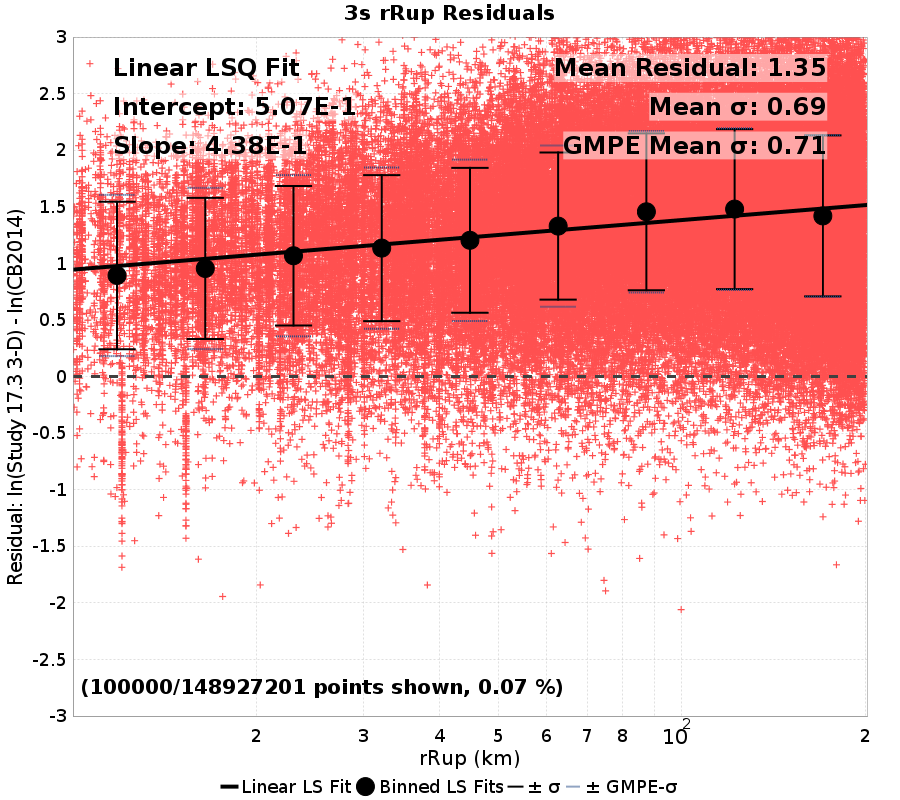 3s rRup Residuals
Linear LSQ Fit
Intercept: 5.07E-1
Slope: 4.38E-1
Mean Residual: 1.35
Mean σ: 0.69
GMPE Mean σ: 0.71
Residual: ln(Study 17.3 3-D) - ln(CB2014)
3
2.5
2
1.5
1
0.5
0
-0.5
-1
-1.5
-2
-2.5
-3
(100000/148927201 points shown, 0.07 %)
2 3 4 5 6 7 8 10² 2
rRup (km)
Linear LS Fit Binned LS Fits ± σ ± GMPE-σ